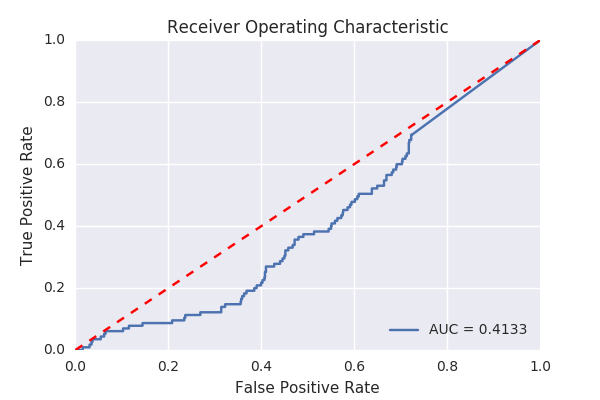 Receiver Operating Characteristic
1.0
0.8
0.6
0.4
0.2
0.0
True Positive Rate
AUC = 0.4133
0.0 0.2 0.4 0.6 0.8 1.0
False Positive Rate